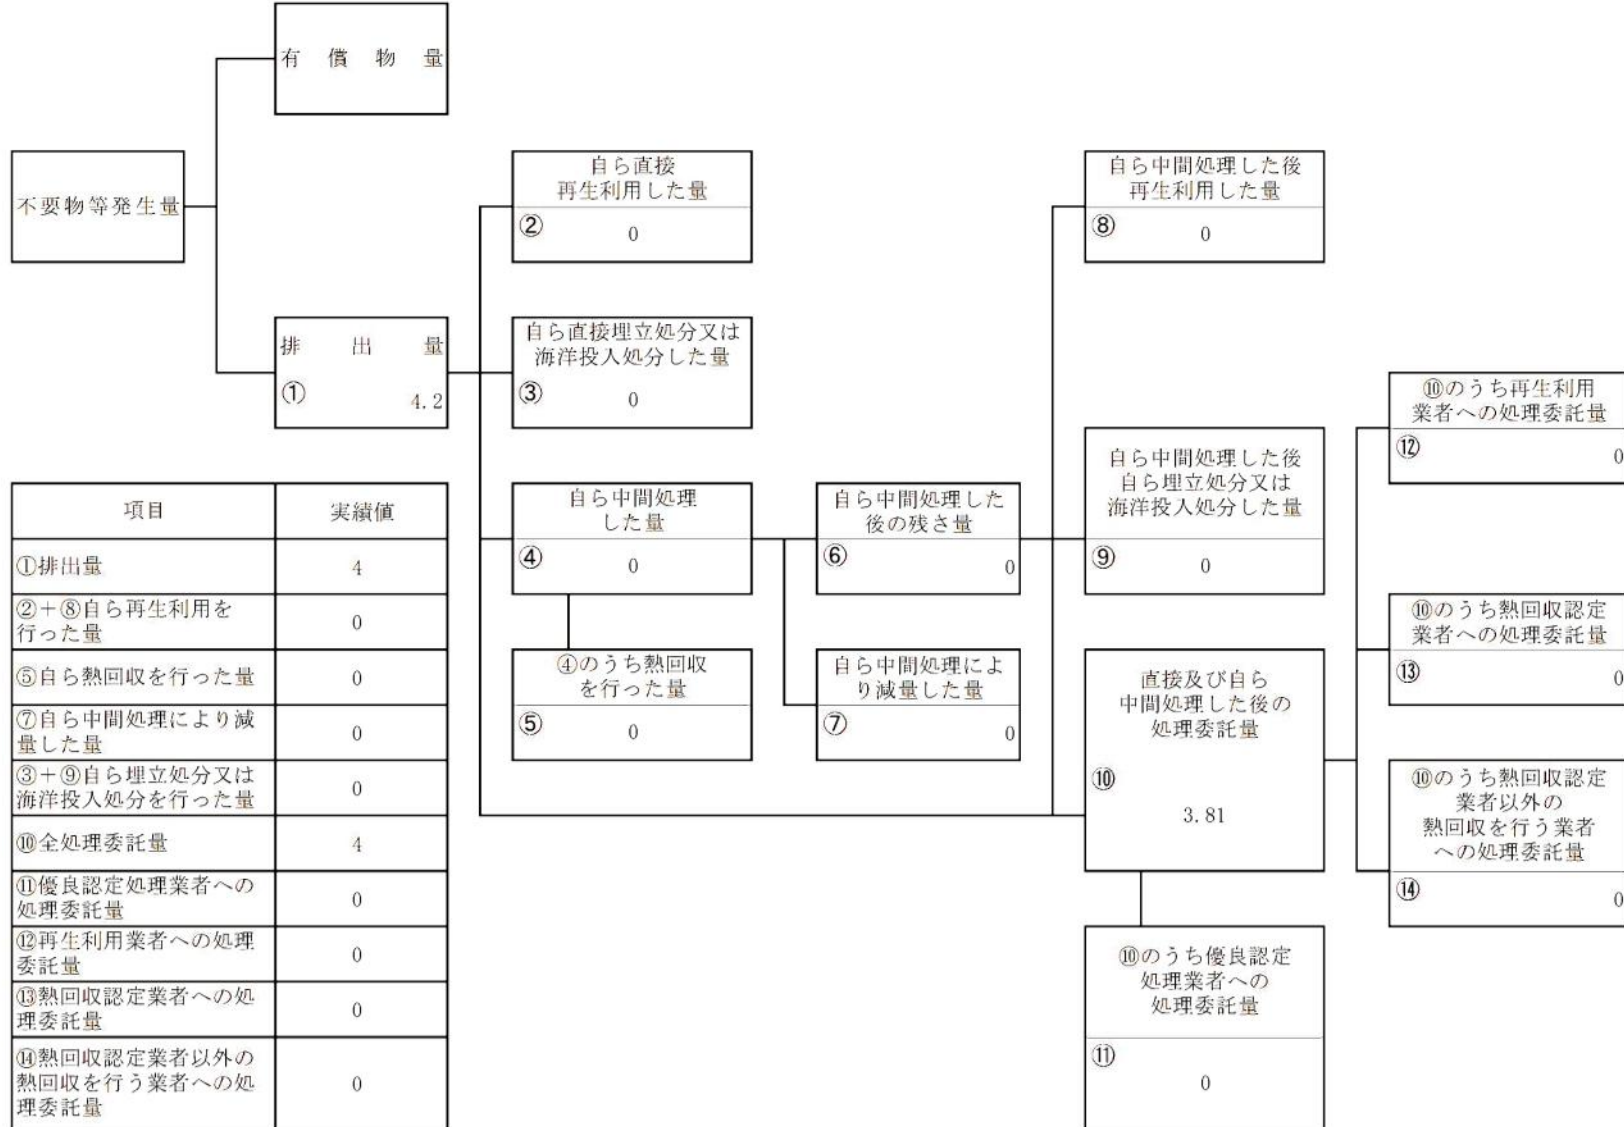 有償物量
不要物等発生量
排出量
①
4.2
自ら直接
再生利用した量
②
0
自ら直接埋立処分又は
海洋投入処分した量
③
0
自ら中間処理
した量
④
0
④のうち熱回収
を行った量
⑤
0
自ら中間処理した
後の残さ量
⑥
0
自ら中間処理によ
り減量した量
⑦
0
自ら中間処理した後
再生利用した量
⑧
0
自ら中間処理した後
自ら埋立処分又は
海洋投入処分した量
⑨
0
直接及び自ら
中間処理した後の
処理委託量
⑩
3.81
⑩のうち優良認定
処理業者への
処理委託量
⑪
0
⑩のうち再生利用
業者への処理委託量
⑫
0
⑩のうち熱回収認定
業者への処理委託量
⑬
0
⑩のうち熱回収認定
業者以外の
熱回収を行う業者
への処理委託量
⑭
0
項目
実績値
①排出量
4
②+⑧自ら再生利用を
行った量
0
⑤自ら熱回収を行った量
0
⑦自ら中間処理により減
量した量
0
③+⑨自ら埋立処分又は
海洋投入処分を行った量
0
⑩全処理委託量
4
⑪優良認定処理業者への
処理委託量
0
⑫再生利用業者への処理
委託量
0
⑬熱回収認定業者への処
理委託量
0
⑭熱回収認定業者以外の
熱回収を行う業者への処
理委託量
0